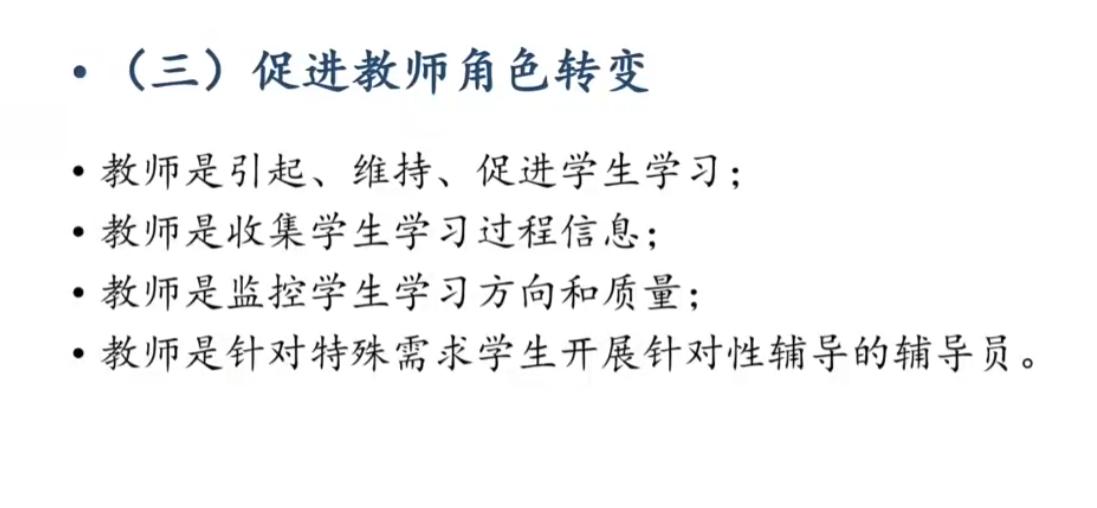 • （三）促进教师角色转变
• 教师是引起、维持、促进学生学习；
• 教师是收集学生学习过程信息；
• 教师是监控学生学习方向和质量；
• 教师是针对特殊需求学生开展针对性辅导的辅导员。